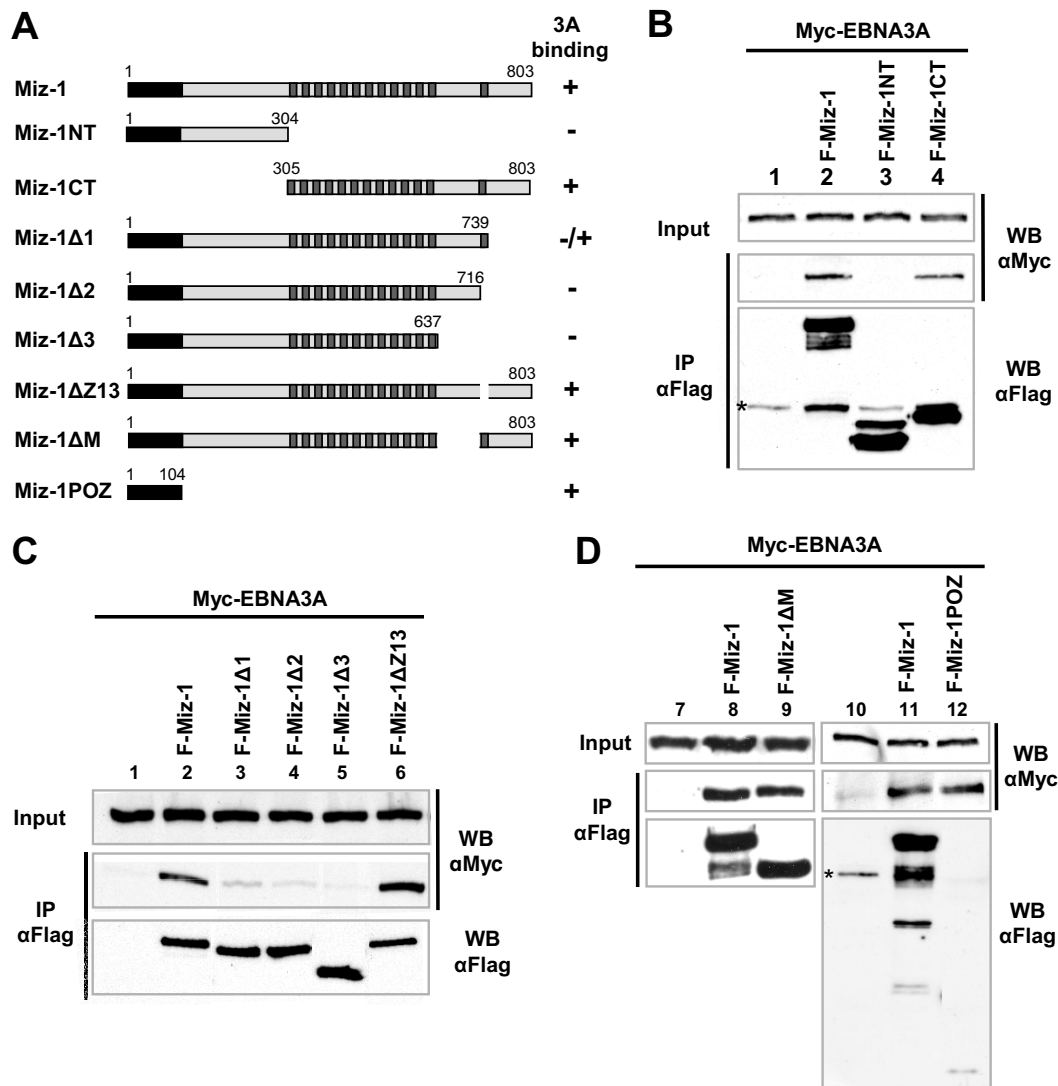 A
3A
binding
Miz-1
1
803
+
Miz-1NT
1
304
-
Miz-1CT
305
803
+
Miz-1Δ1
1
739
-/+
Miz-1Δ2
1
716
-
Miz-1Δ3
1
637
-
Miz-1ΔZ13
1
803
+
Miz-1ΔM
1
803
+
Miz-1POZ
1
104
+
B
Myc-EBNA3A
F-Miz-1
F-Miz-1NT
F-Miz-1CT
1 2 3 4
Input
WB
αMyc
IP
αFlag
WB
αFlag
*
C
Myc-EBNA3A
F-Miz-1
F-Miz-1Δ1
F-Miz-1Δ2
F-Miz-1Δ3
F-Miz-1ΔZ13
1 2 3 4 5 6
Input
WB
αMyc
IP
αFlag
WB
αFlag
D
Myc-EBNA3A
F-Miz-1
F-Miz-1ΔM
F-Miz-1
F-Miz-1POZ
7 8 9 10 11 12
Input
WB
αMyc
IP
αFlag
*
WB
αFlag